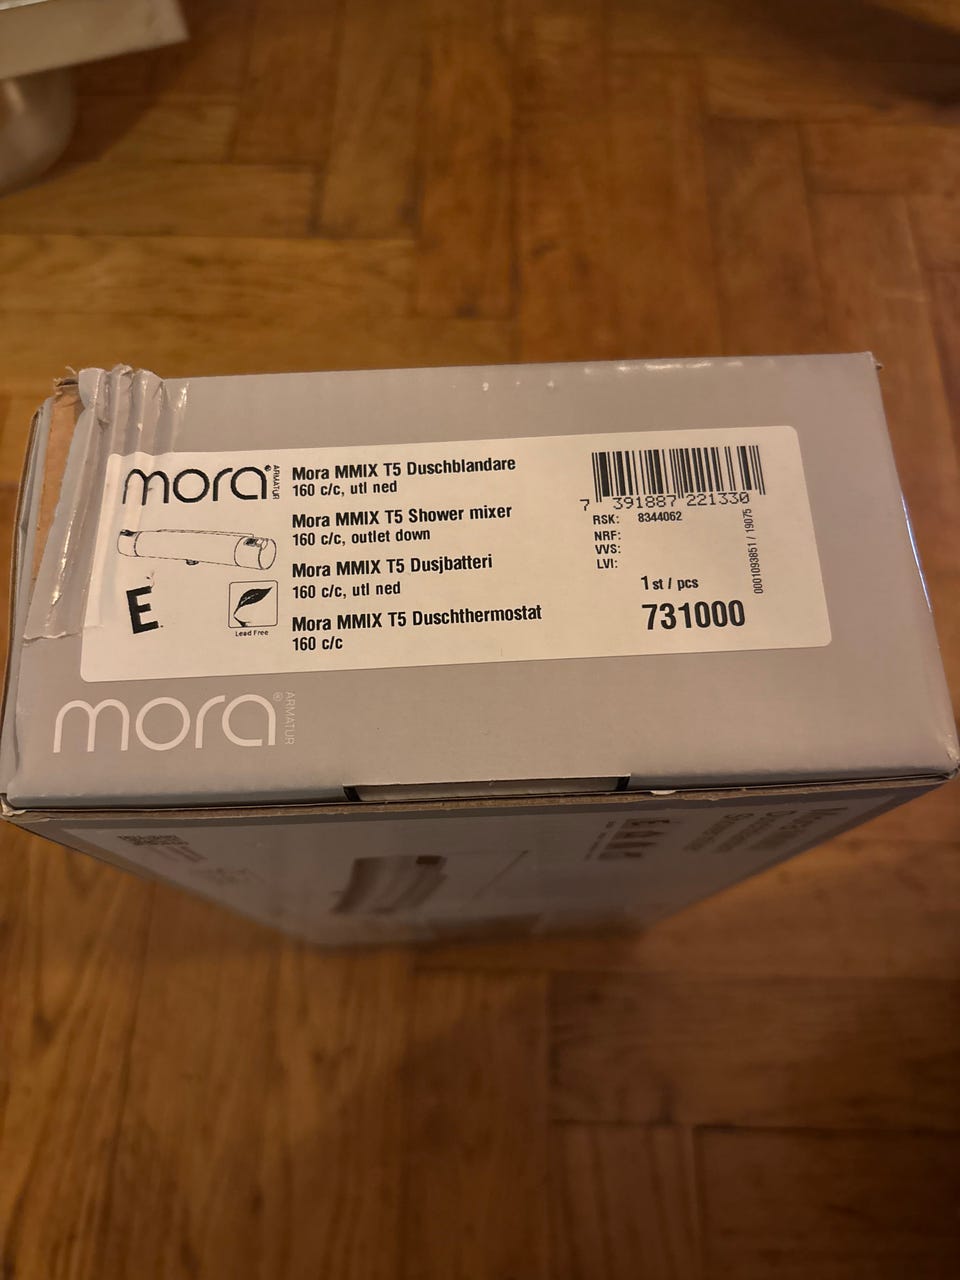 mora ARMATUR
Mora MMIX T5 Duschblandare
160 c/c, utl ned
Mora MMIX T5 Shower mixer
160 c/c, outlet down
Mora MMIX T5 Dusjbatteri
160 c/c, utl ned
Mora MMIX T5 Duschthermostat
160 c/c
E
Lead Free
7 391887 221330
RSK: 8344062
NRF:
VVS:
LVI:
1 st / pcs
731000
0001093851 / 19075
mora® ARMATUR